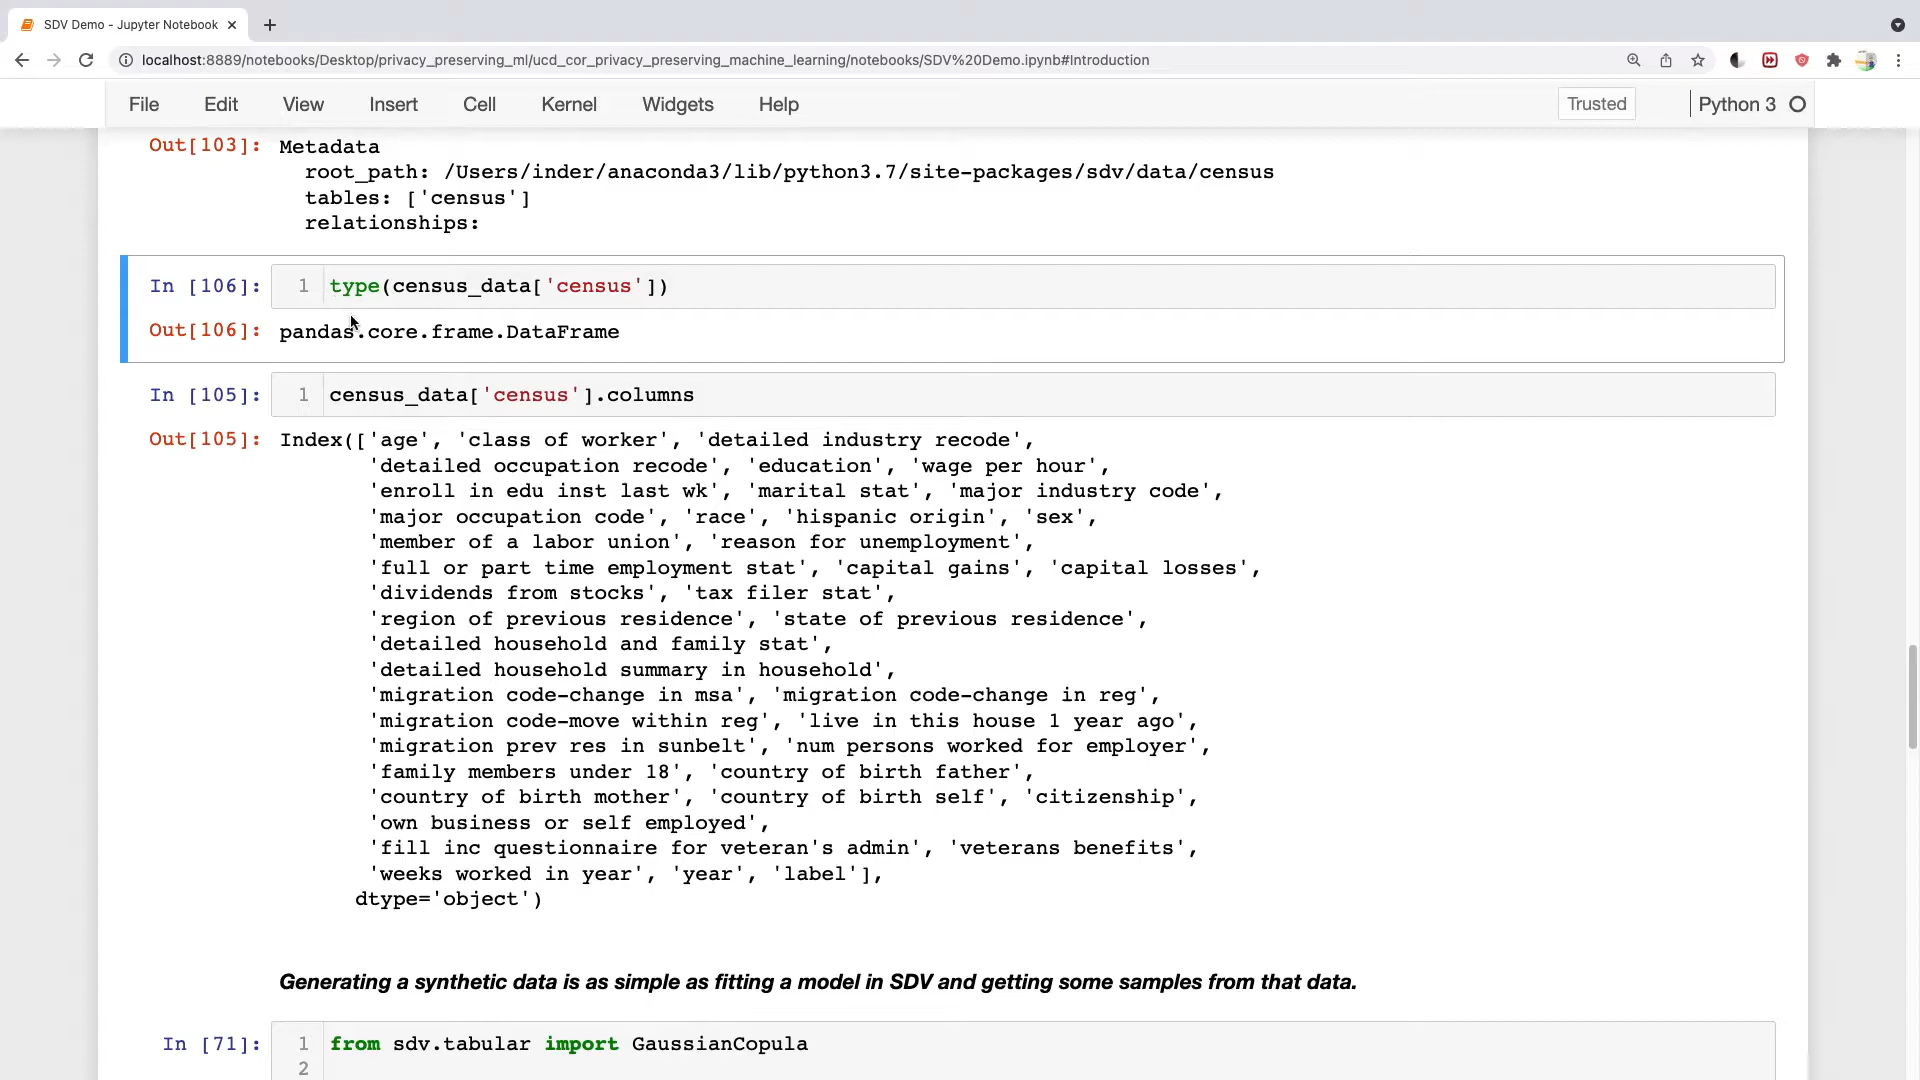 SDV Demo - Jupyter Notebook
localhost:8889/notebooks/Desktop/privacy_preserving_ml/ucd_cor_privacy_preserving_machine_learning/notebooks/SDV%20Demo.ipynb#Introduction
File Edit View Insert Cell Kernel Widgets Help Trusted Python 3
Out[103]: Metadata
root_path: /Users/inder/anaconda3/lib/python3.7/site-packages/sdv/data/census
tables: ['census']
relationships:
In [106]: 1 type(census_data['census'])
Out[106]: pandas.core.frame.DataFrame
In [105]: 1 census_data['census'].columns
Out[105]: Index(['age', 'class of worker', 'detailed industry recode',
'detailed occupation recode', 'education', 'wage per hour',
'enroll in edu inst last wk', 'marital stat', 'major industry code',
'major occupation code', 'race', 'hispanic origin', 'sex',
'member of a labor union', 'reason for unemployment',
'full or part time employment stat', 'capital gains', 'capital losses',
'dividends from stocks', 'tax filer stat',
'region of previous residence', 'state of previous residence',
'detailed household and family stat',
'detailed household summary in household',
'migration code-change in msa', 'migration code-change in reg',
'migration code-move within reg', 'live in this house 1 year ago',
'migration prev res in sunbelt', 'num persons worked for employer',
'family members under 18', 'country of birth father',
'country of birth mother', 'country of birth self', 'citizenship',
'own business or self employed',
'fill inc questionnaire for veteran's admin', 'veterans benefits',
'weeks worked in year', 'year', 'label'],
dtype='object')
Generating a synthetic data is as simple as fitting a model in SDV and getting some samples from that data.
In [71]: 1 from sdv.tabular import GaussianCopula
2